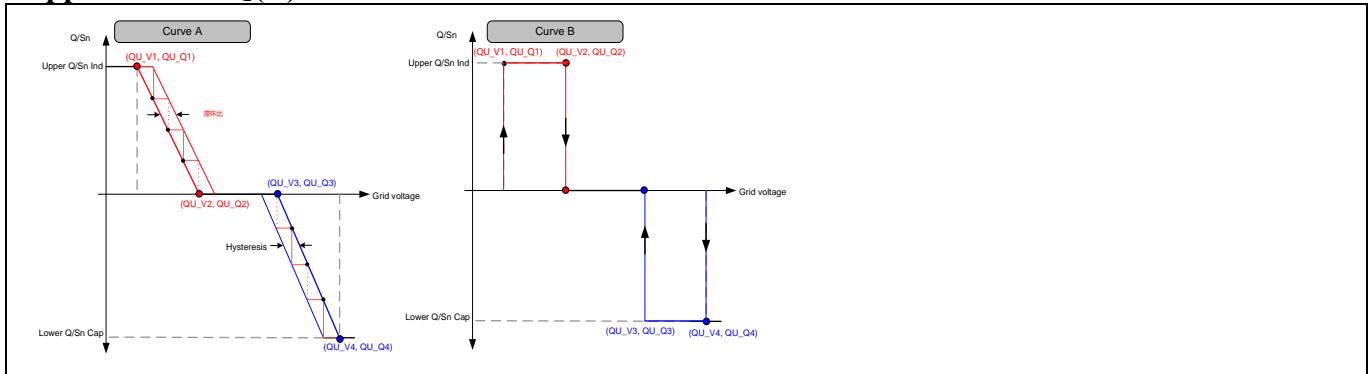 Curve A
Q/Sn
(QU_V1, QU_Q1)
Upper Q/Sn Ind
滞环比
(QU_V3, QU_Q3)
Grid voltage
(QU_V2, QU_Q2)
Hysteresis
Lower Q/Sn Cap
(QU_V4, QU_Q4)
Curve B
Q/Sn
(QU_V1, QU_Q1)
(QU_V2, QU_Q2)
Upper Q/Sn Ind
Grid voltage
Lower Q/Sn Cap
(QU_V3, QU_Q3)
(QU_V4, QU_Q4)